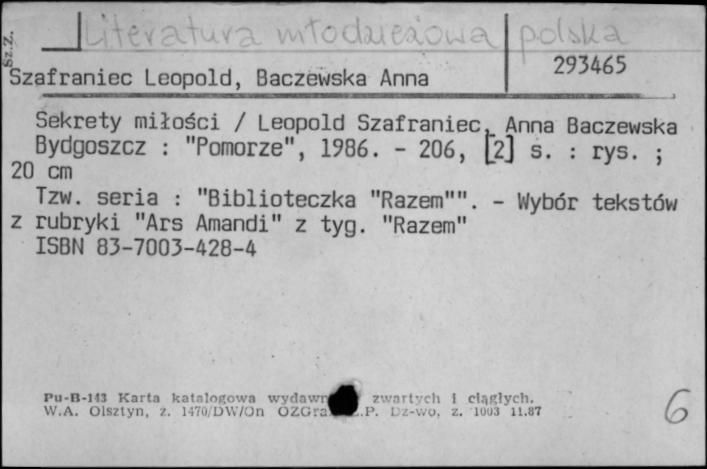 Literatura młodzieżowa polska
Sz.Z.
293465
Szafraniec Leopold, Baczewska Anna
Sekrety miłości / Leopold Szafraniec, Anna Baczewska
Bydgoszcz : "Pomorze", 1986. - 206, [2] s. : rys. ;
20 cm
Tzw. seria : "Biblioteczka "Razem"". - Wybór tekstów
z rubryki "Ars Amandi" z tyg. "Razem"
ISBN 83-7003-428-4
Pu-B-143 Karta katalogowa wydawn zwartych i ciągłych.
W.A. Olsztyn, z. 1470/DW/On OZGra .P. Dz-wo, z. 1003 11.87
6